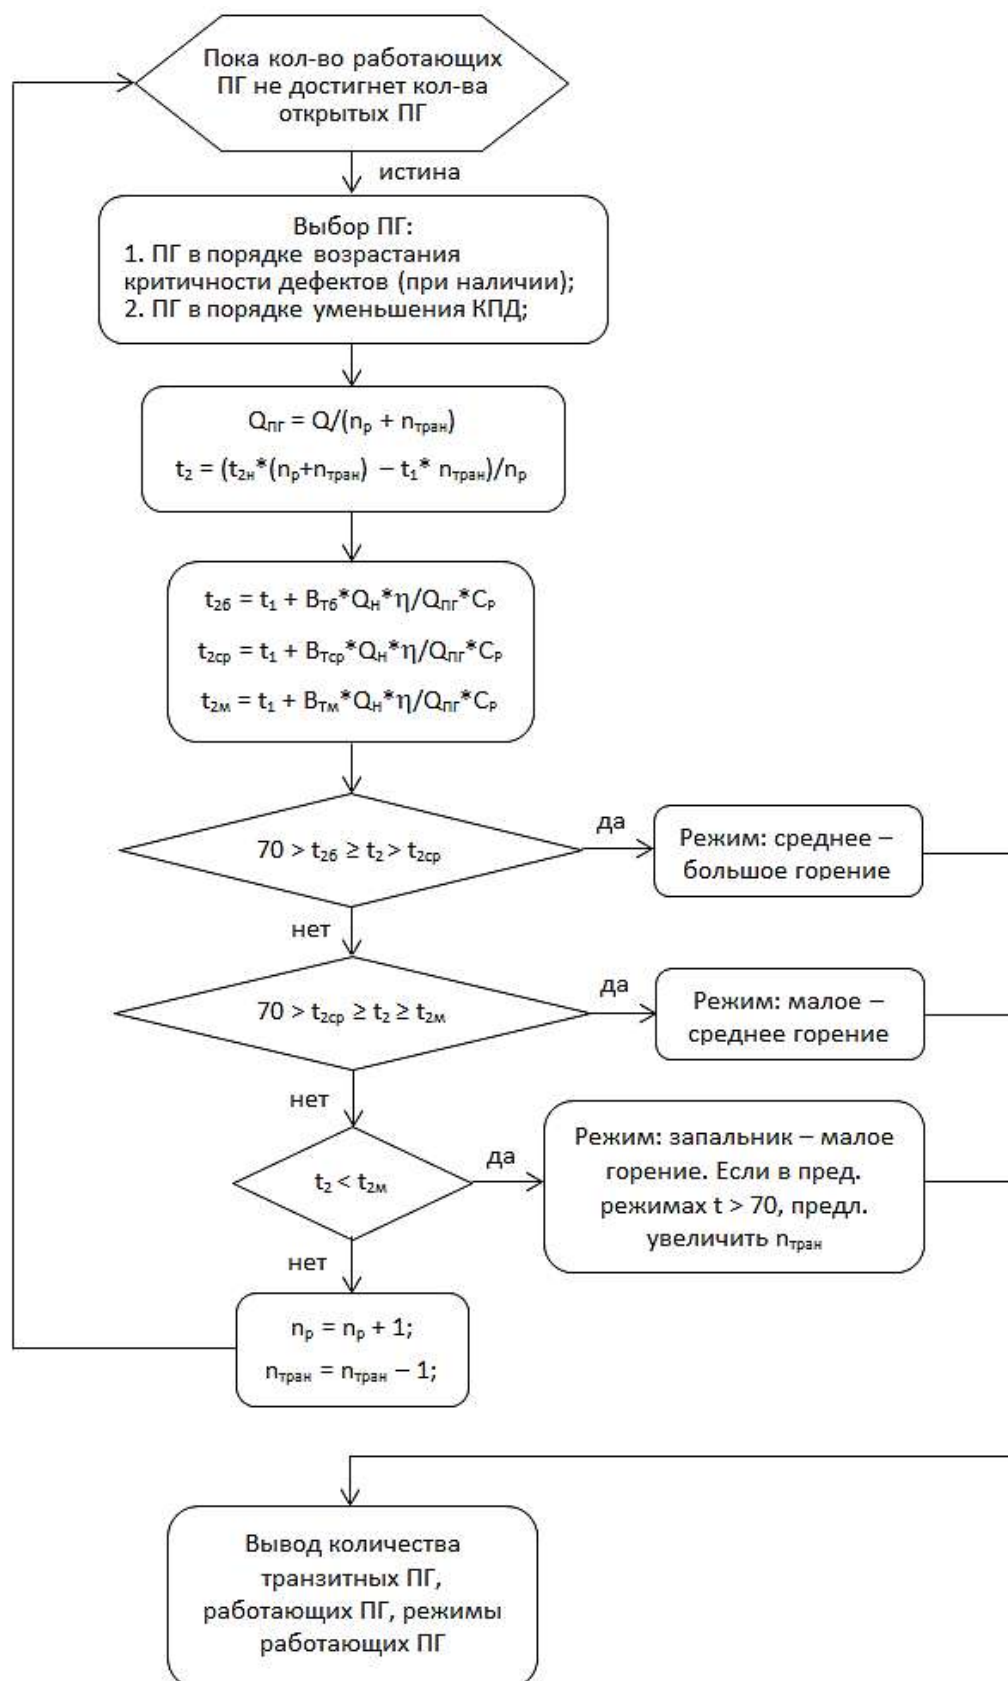 Пока кол-во работающих
ПГ не достигнет кол-ва
открытых ПГ
истина
Выбор ПГ:
1. ПГ в порядке возрастания
критичности дефектов (при наличии);
2. ПГ в порядке уменьшения КПД;
Qпг = Q/(nр + nтран)
t2 = (t2н*(nр+nтран) – t1* nтран)/nр
t2б = t1 + Bтб*Qн*η/Qпг*Cр
t2ср = t1 + Bтср*Qн*η/Qпг*Cр
t2м = t1 + Bтм*Qн*η/Qпг*Cр
70 > t2б ≥ t2 > t2ср
да
Режим: среднее –
большое горение
нет
70 > t2ср ≥ t2 ≥ t2м
да
Режим: малое –
среднее горение
нет
t2 < t2м
да
Режим: запальник – малое
горение. Если в пред.
режимах t > 70, предл.
увеличить nтран
нет
nр = nр + 1;
nтран = nтран – 1;
Вывод количества
транзитных ПГ,
работающих ПГ, режимы
работающих ПГ